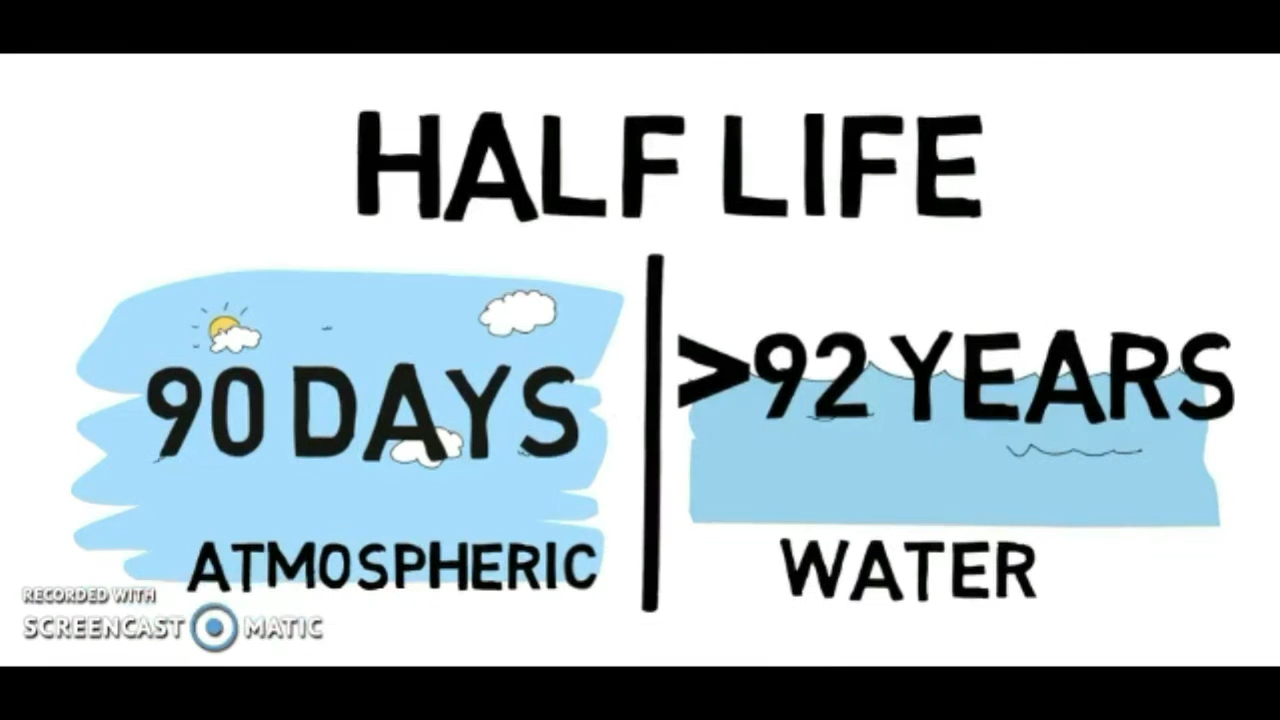 HALF LIFE
90 DAYS
>92 YEARS
ATMOSPHERIC
WATER
RECORDED WITH
SCREENCAST MATIC